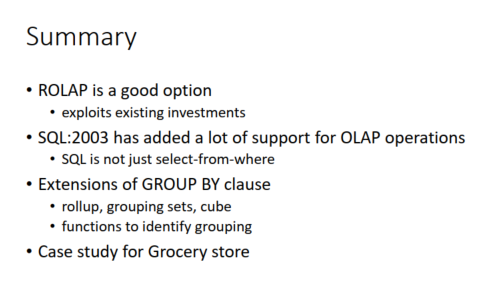 Summary
• ROLAP is a good option
• exploits existing investments
• SQL:2003 has added a lot of support for OLAP operations
• SQL is not just select-from-where
• Extensions of GROUP BY clause
• rollup, grouping sets, cube
• functions to identify grouping
• Case study for Grocery store